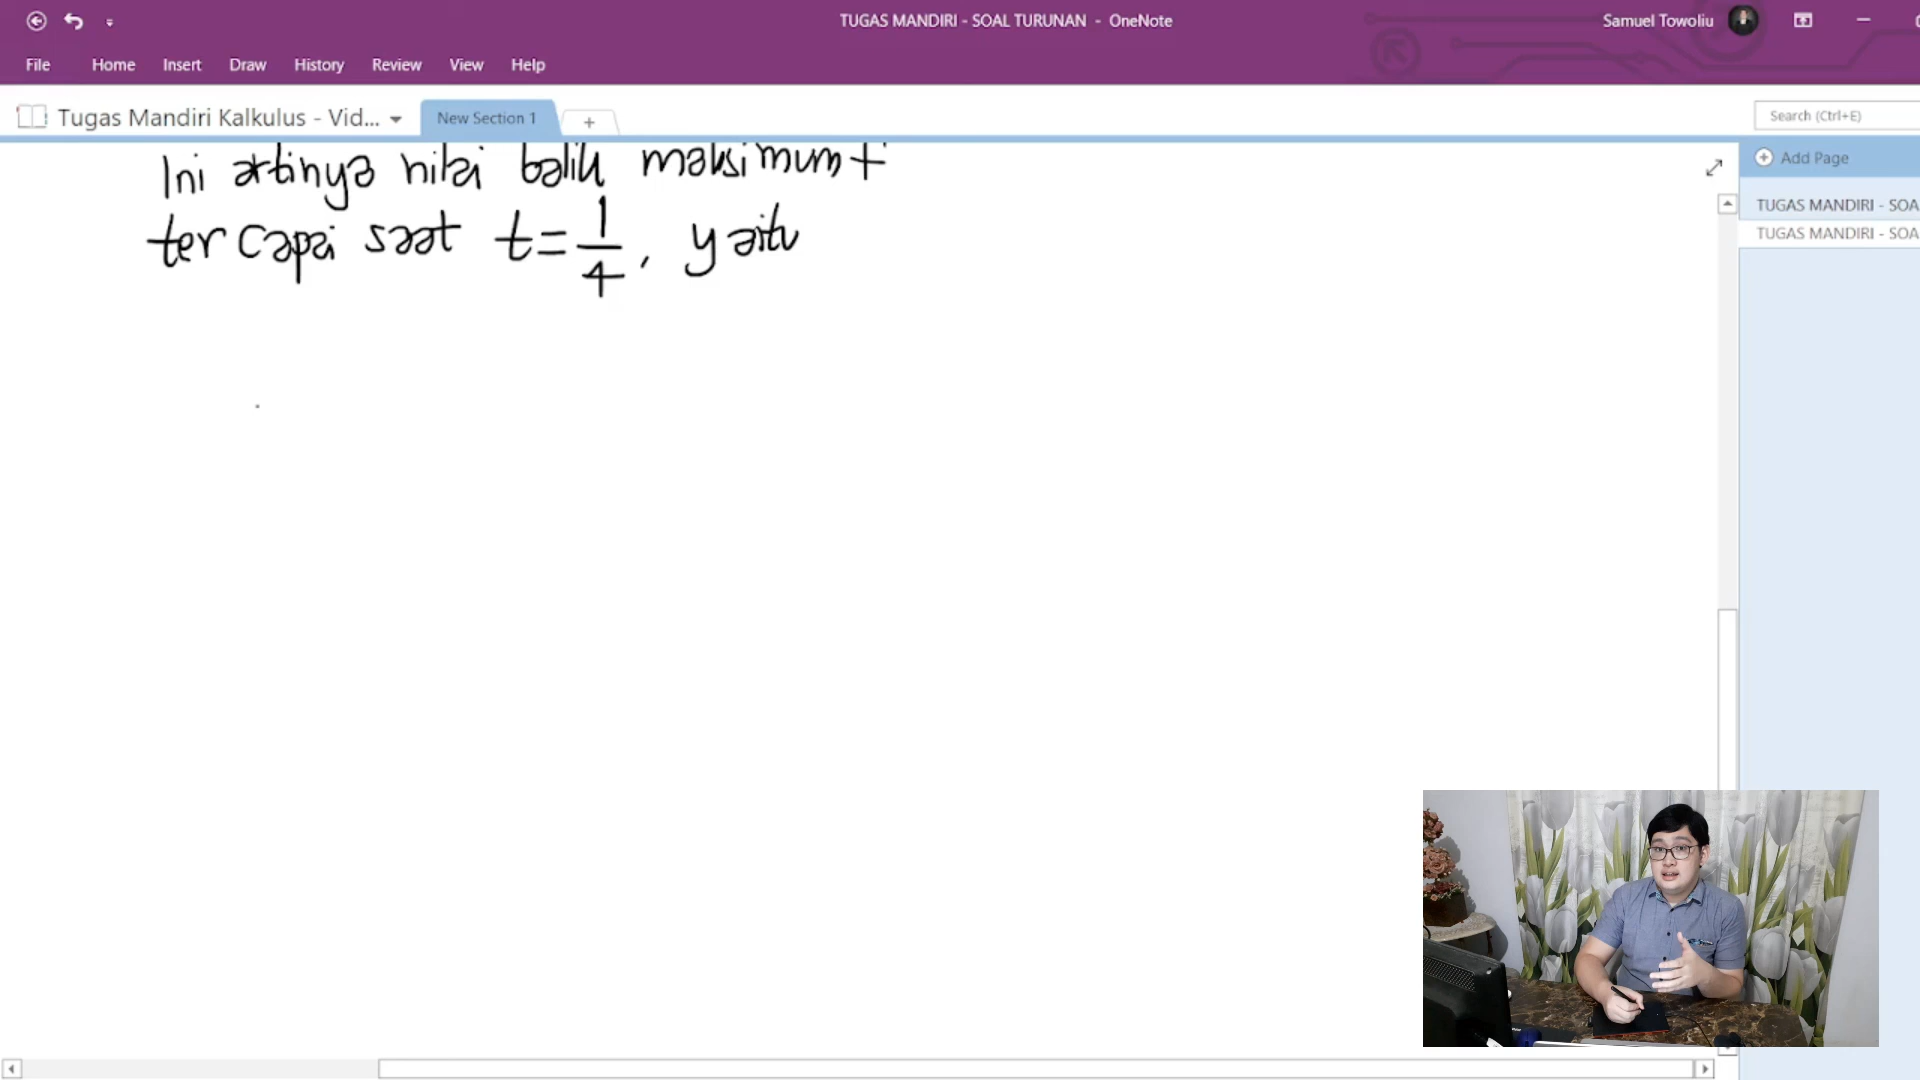 TUGAS MANDIRI - SOAL TURUNAN - OneNote
Samuel Towoliu
File Home Insert Draw History Review View Help
Tugas Mandiri Kalkulus - Vid...
New Section 1
Search (Ctrl+E)
Add Page
TUGAS MANDIRI - SOA
TUGAS MANDIRI - SOA
Ini artinya nilai balik maksimum t
tercapai saat t = 1/4, yaitu